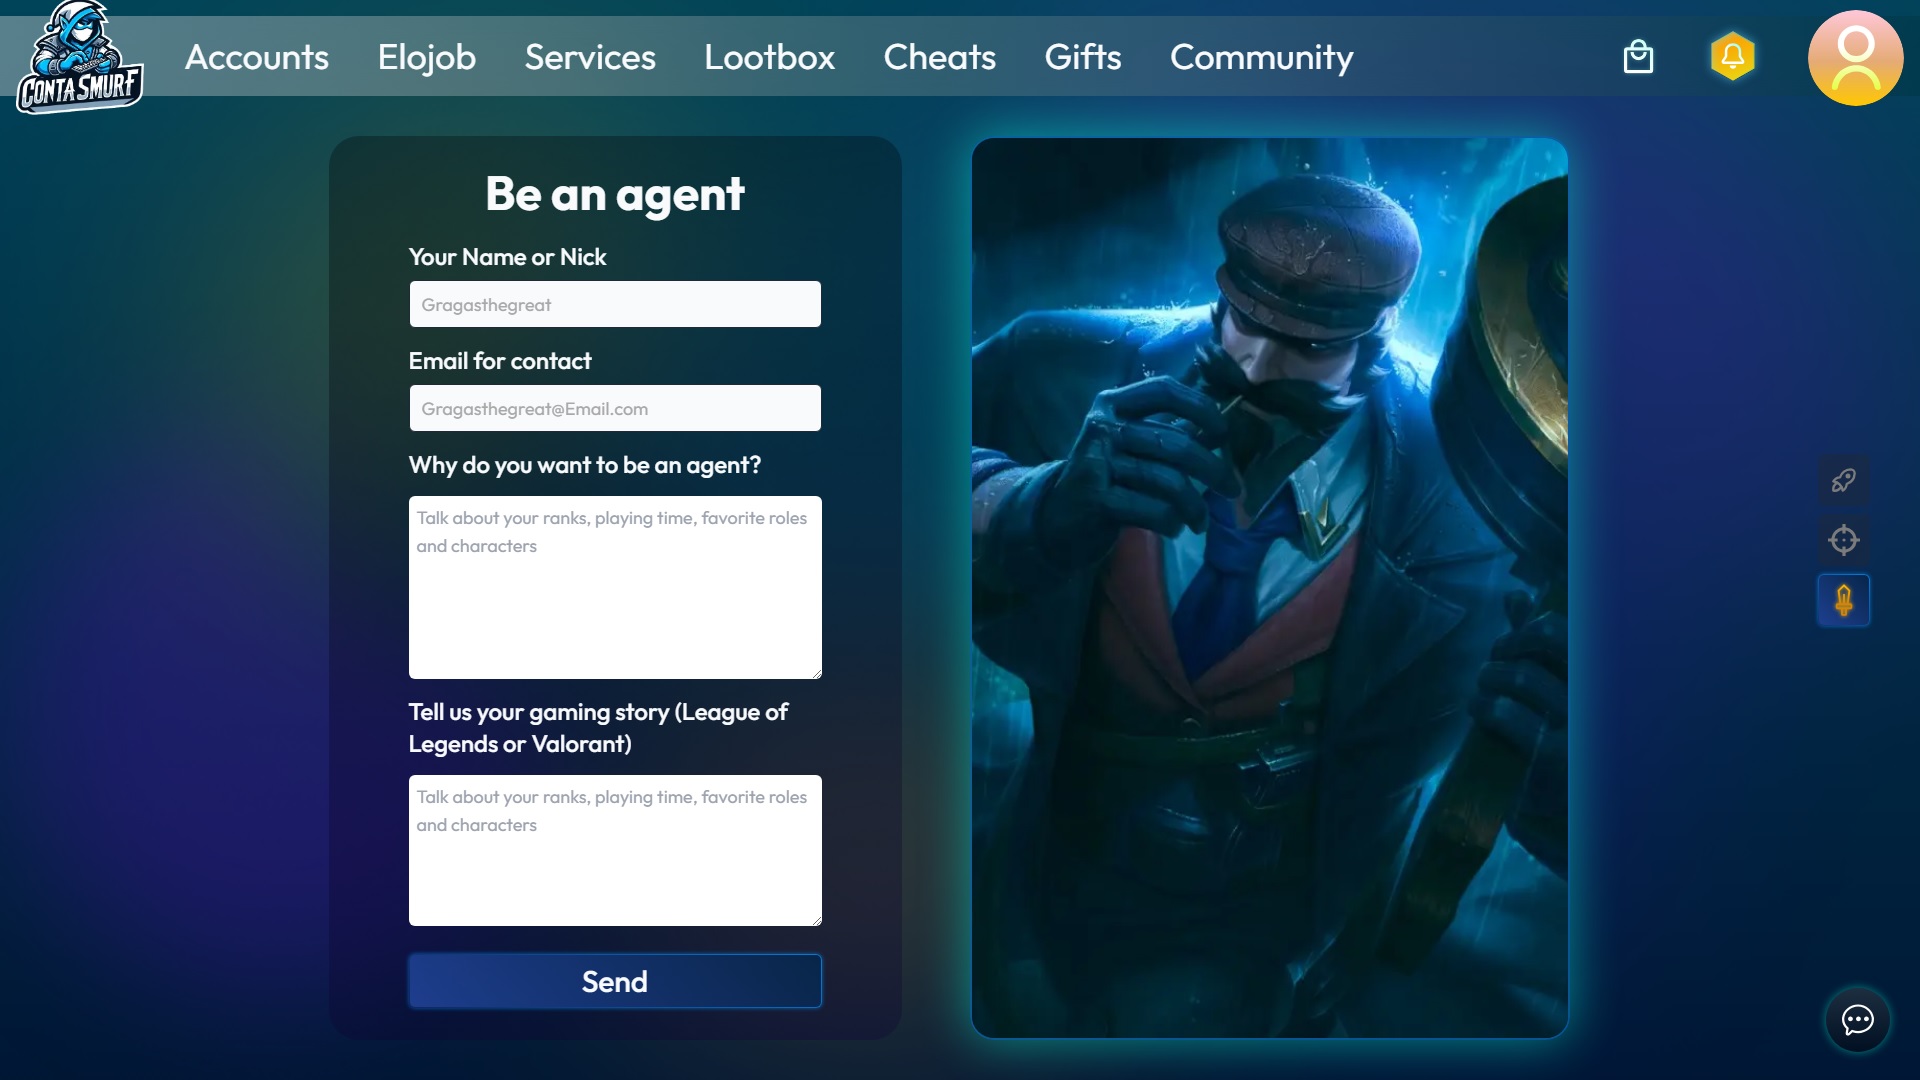 CONTA SMURF
Accounts Elojob Services Lootbox Cheats Gifts Community
Be an agent
Your Name or Nick
Gragasthegreat
Email for contact
Gragasthegreat@Email.com
Why do you want to be an agent?
Talk about your ranks, playing time, favorite roles
and characters
Tell us your gaming story (League of
Legends or Valorant)
Talk about your ranks, playing time, favorite roles
and characters
Send